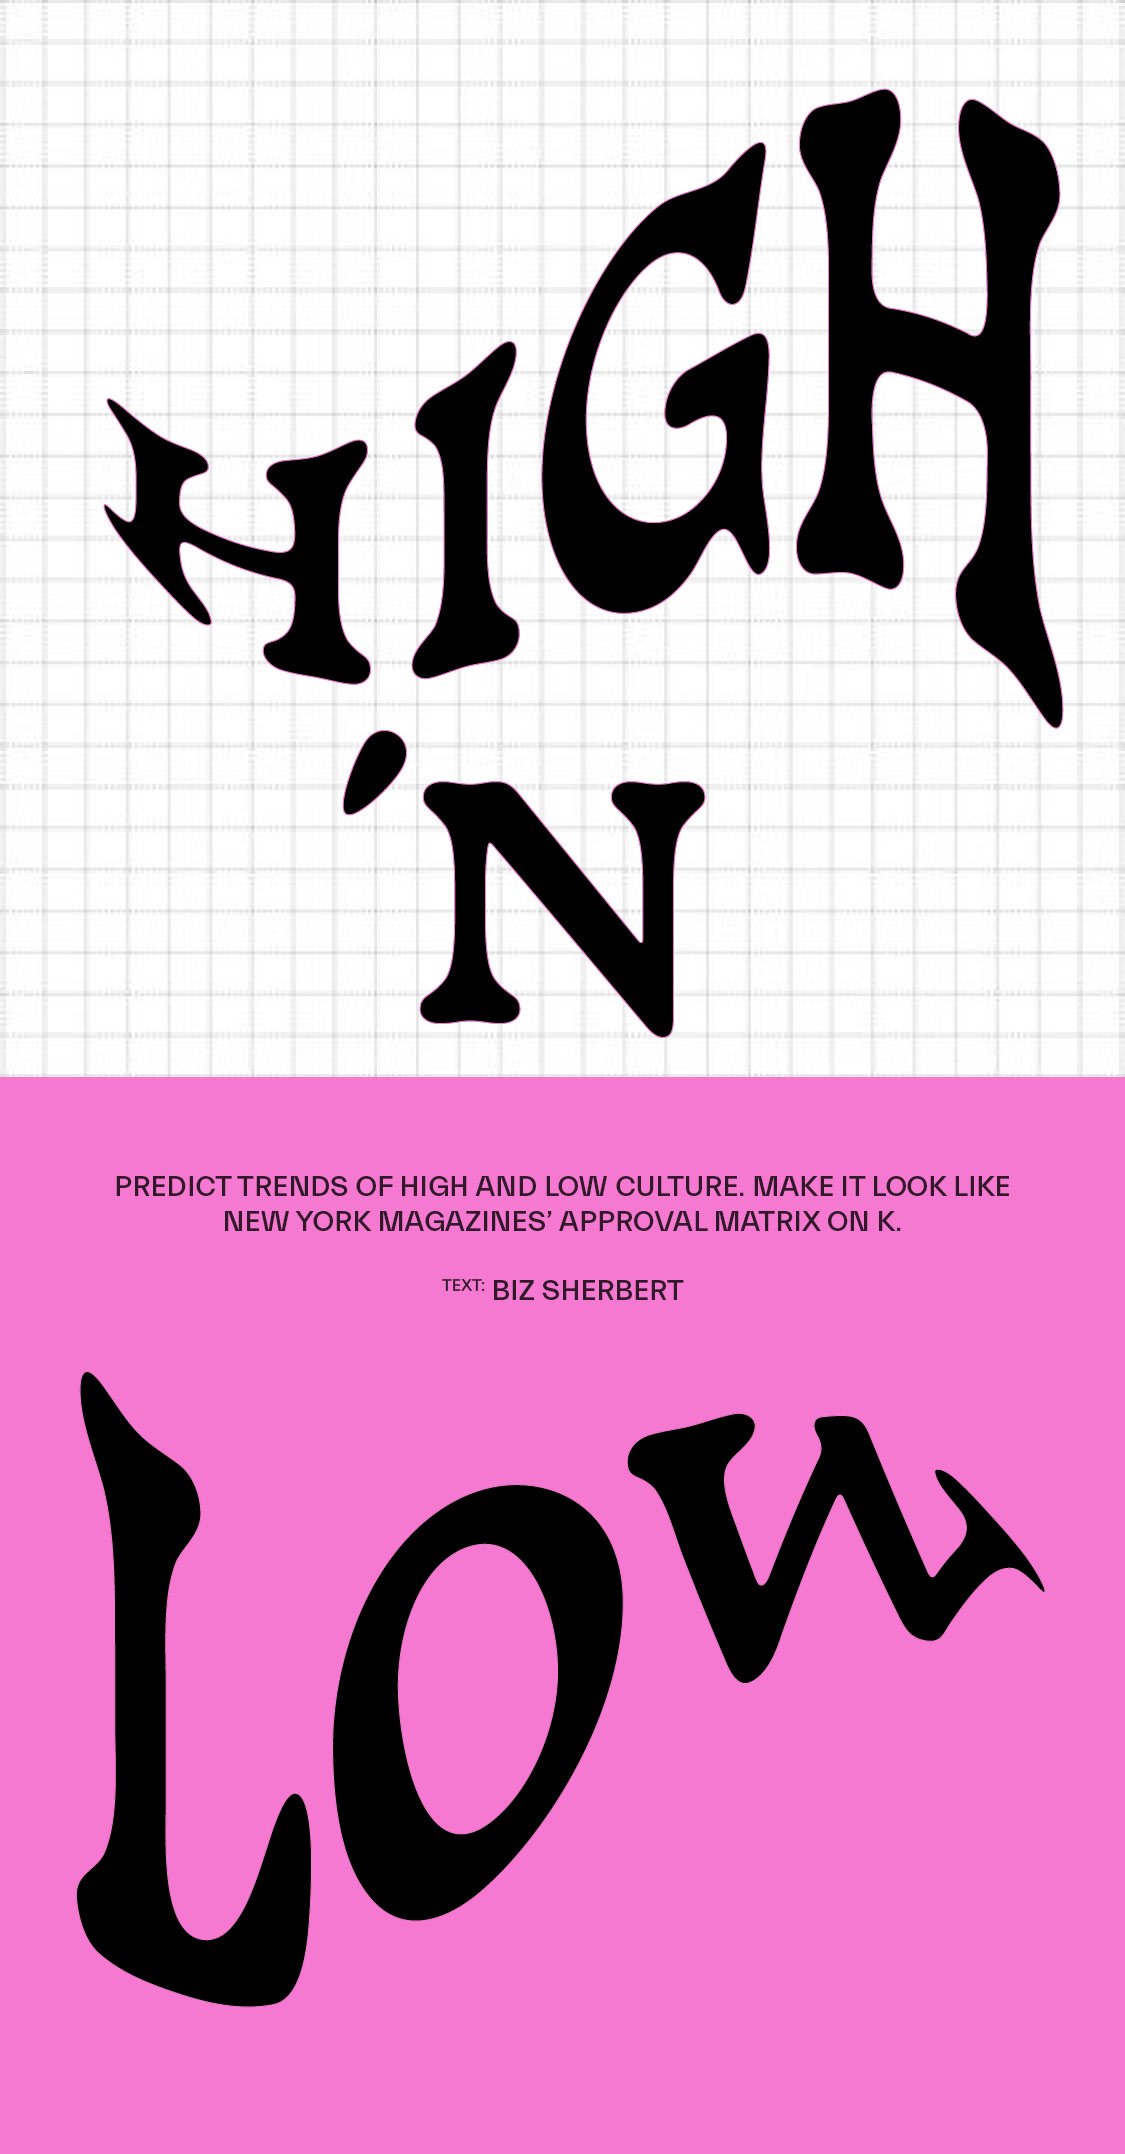 HIGH
'N
PREDICT TRENDS OF HIGH AND LOW CULTURE. MAKE IT LOOK LIKE
NEW YORK MAGAZINES’ APPROVAL MATRIX ON K.
TEXT: BIZ SHERBERT
LOW